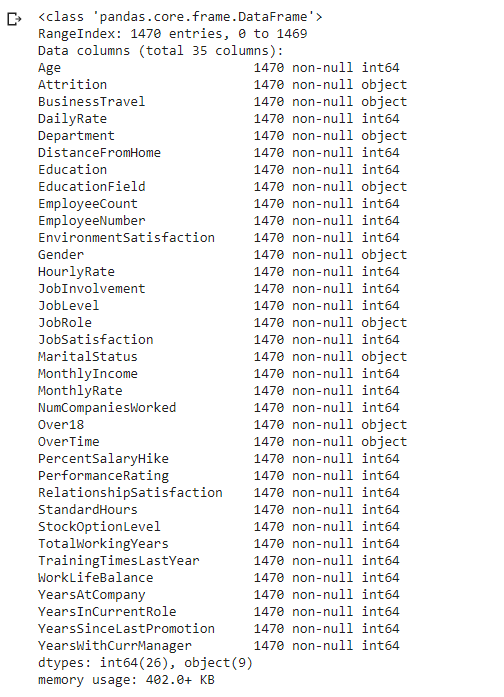 <class 'pandas.core.frame.DataFrame'>
RangeIndex: 1470 entries, 0 to 1469
Data columns (total 35 columns):
Age                         1470 non-null int64
Attrition                   1470 non-null object
BusinessTravel              1470 non-null object
DailyRate                   1470 non-null int64
Department                  1470 non-null object
DistanceFromHome            1470 non-null int64
Education                   1470 non-null int64
EducationField              1470 non-null object
EmployeeCount               1470 non-null int64
EmployeeNumber              1470 non-null int64
EnvironmentSatisfaction     1470 non-null int64
Gender                      1470 non-null object
HourlyRate                  1470 non-null int64
JobInvolvement              1470 non-null int64
JobLevel                    1470 non-null int64
JobRole                     1470 non-null object
JobSatisfaction             1470 non-null int64
MaritalStatus               1470 non-null object
MonthlyIncome               1470 non-null int64
MonthlyRate                 1470 non-null int64
NumCompaniesWorked          1470 non-null int64
Over18                      1470 non-null object
OverTime                    1470 non-null object
PercentSalaryHike           1470 non-null int64
PerformanceRating           1470 non-null int64
RelationshipSatisfaction    1470 non-null int64
StandardHours               1470 non-null int64
StockOptionLevel            1470 non-null int64
TotalWorkingYears           1470 non-null int64
TrainingTimesLastYear       1470 non-null int64
WorkLifeBalance             1470 non-null int64
YearsAtCompany              1470 non-null int64
YearsInCurrentRole          1470 non-null int64
YearsSinceLastPromotion     1470 non-null int64
YearsWithCurrManager        1470 non-null int64
dtypes: int64(26), object(9)
memory usage: 402.0+ KB